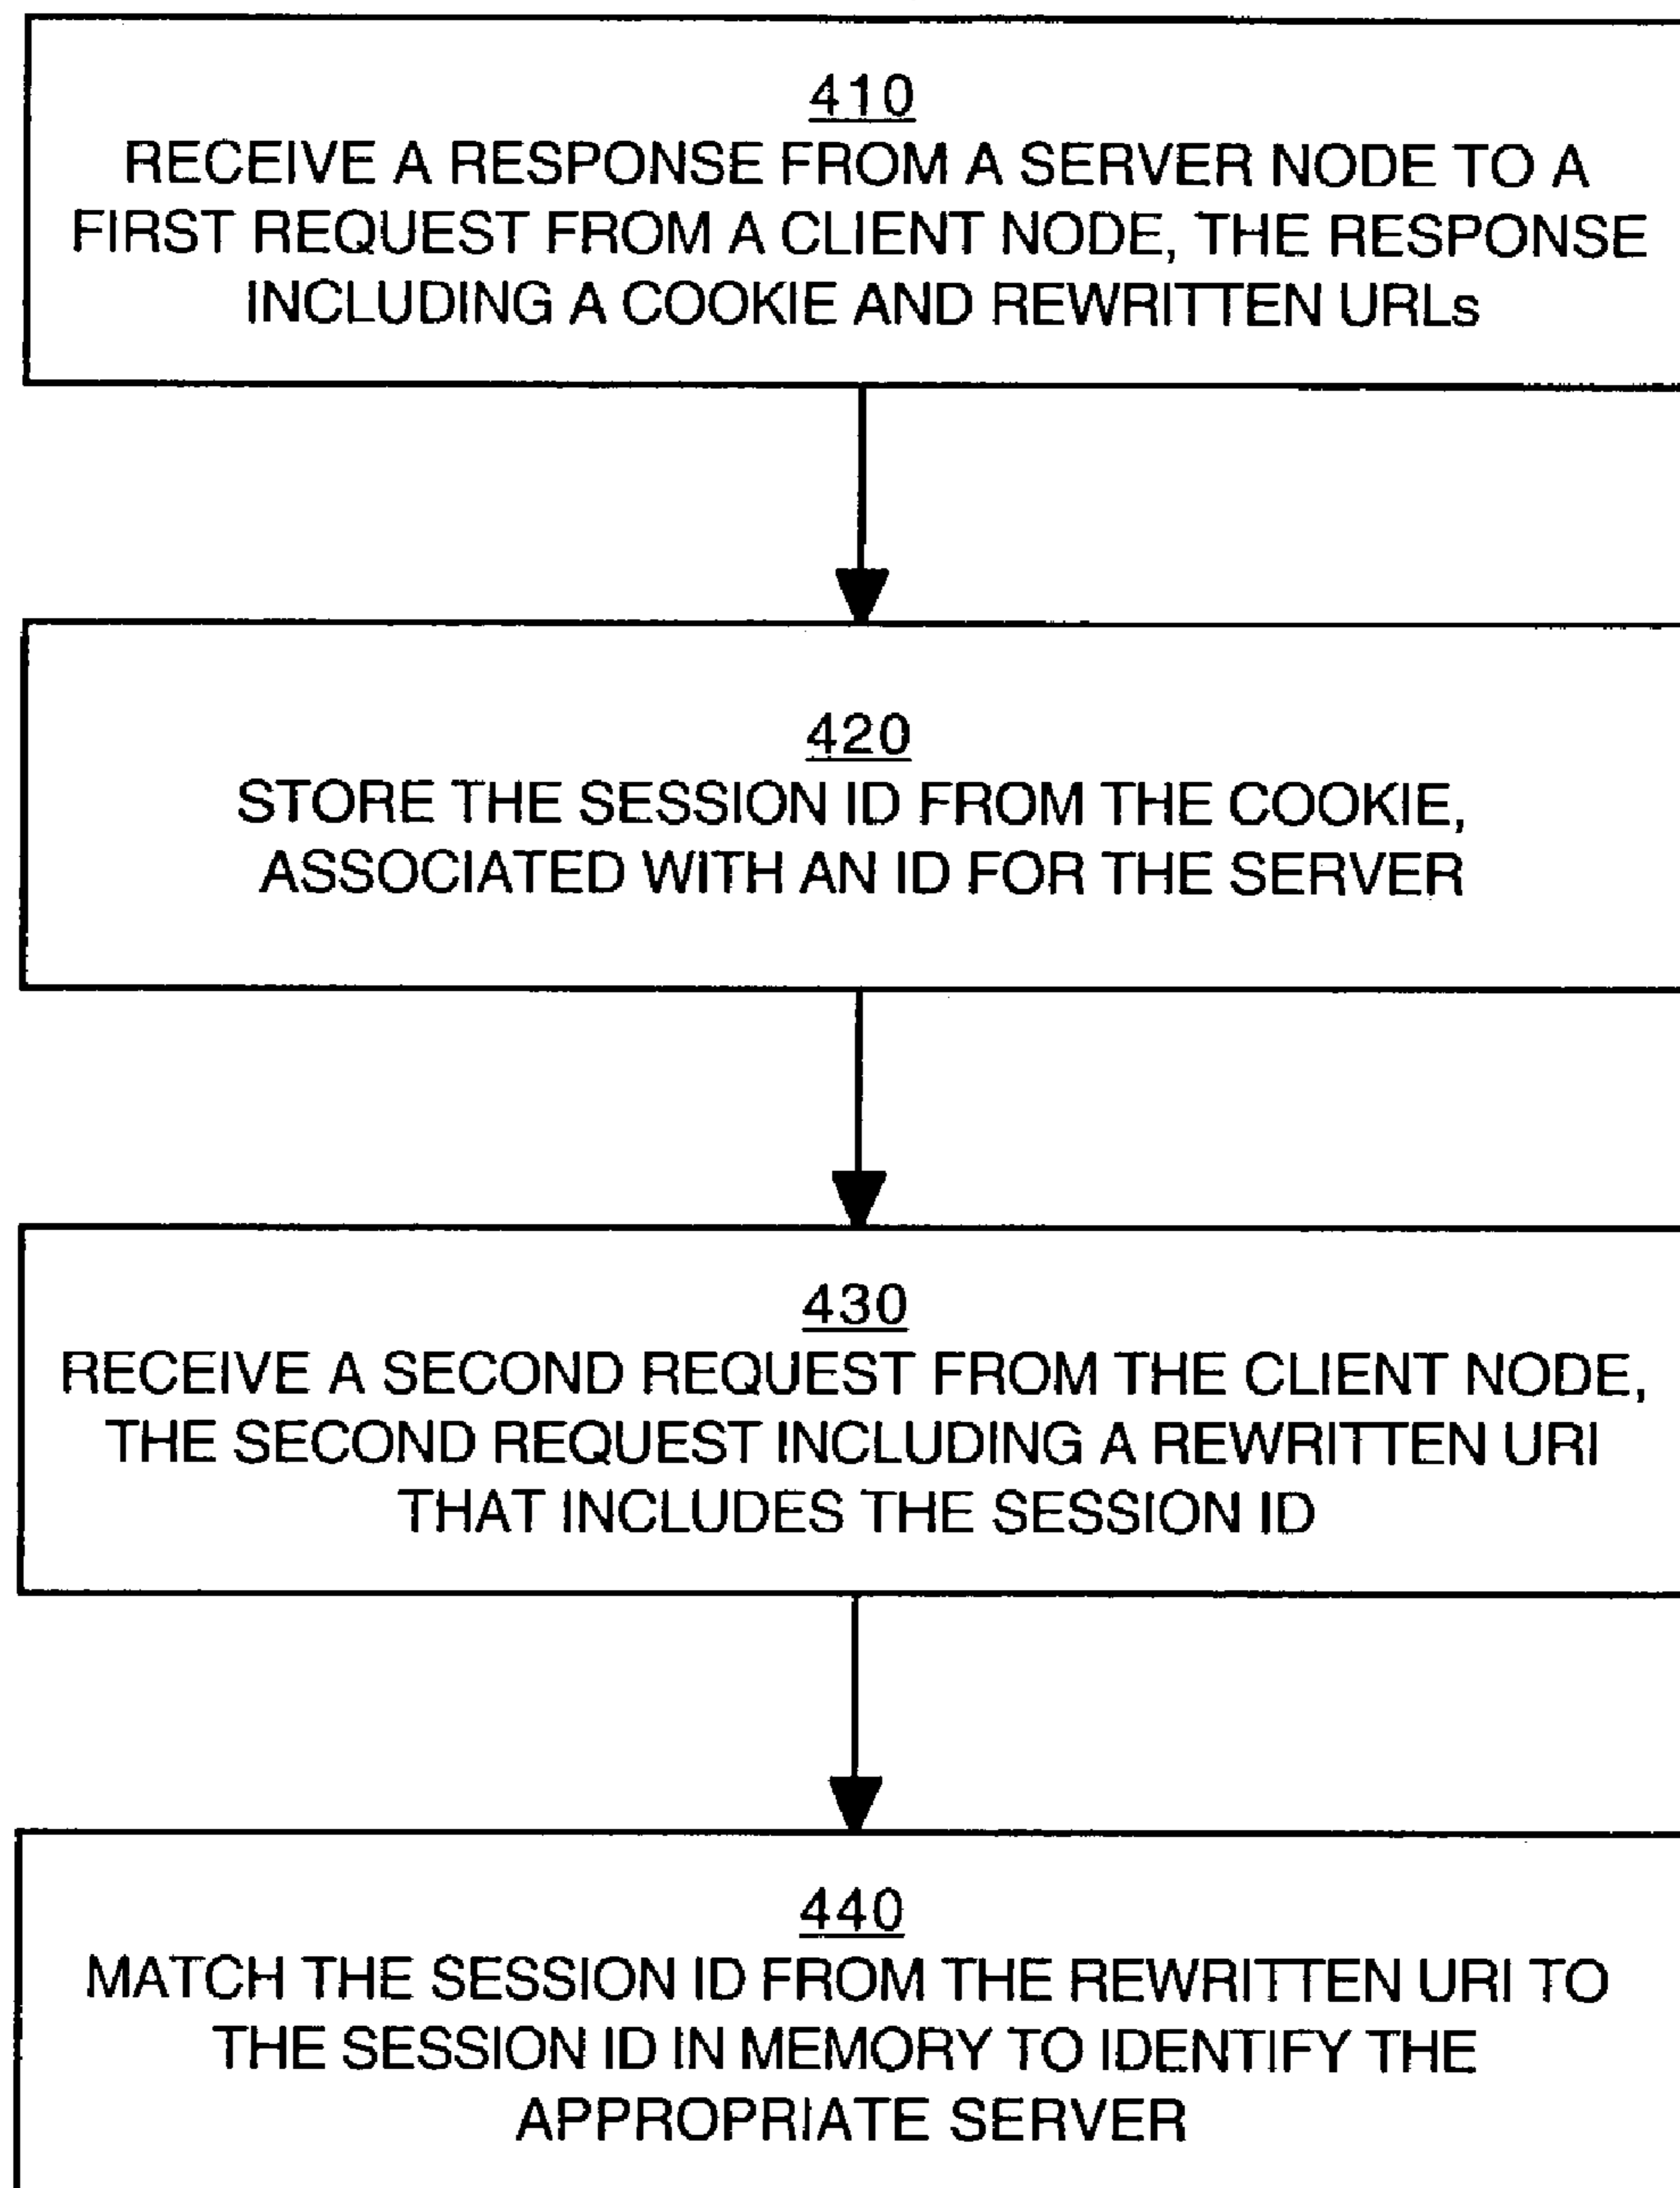 410
RECEIVE A RESPONSE FROM A SERVER NODE TO A
FIRST REQUEST FROM A CLIENT NODE, THE RESPONSE
INCLUDING A COOKIE AND REWRITTEN URLs
420
STORE THE SESSION ID FROM THE COOKIE,
ASSOCIATED WITH AN ID FOR THE SERVER
430
RECEIVE A SECOND REQUEST FROM THE CLIENT NODE,
THE SECOND REQUEST INCLUDING A REWRITTEN URI
THAT INCLUDES THE SESSION ID
440
MATCH THE SESSION ID FROM THE REWRITTEN URI TO
THE SESSION ID IN MEMORY TO IDENTIFY THE
APPROPRIATE SERVER